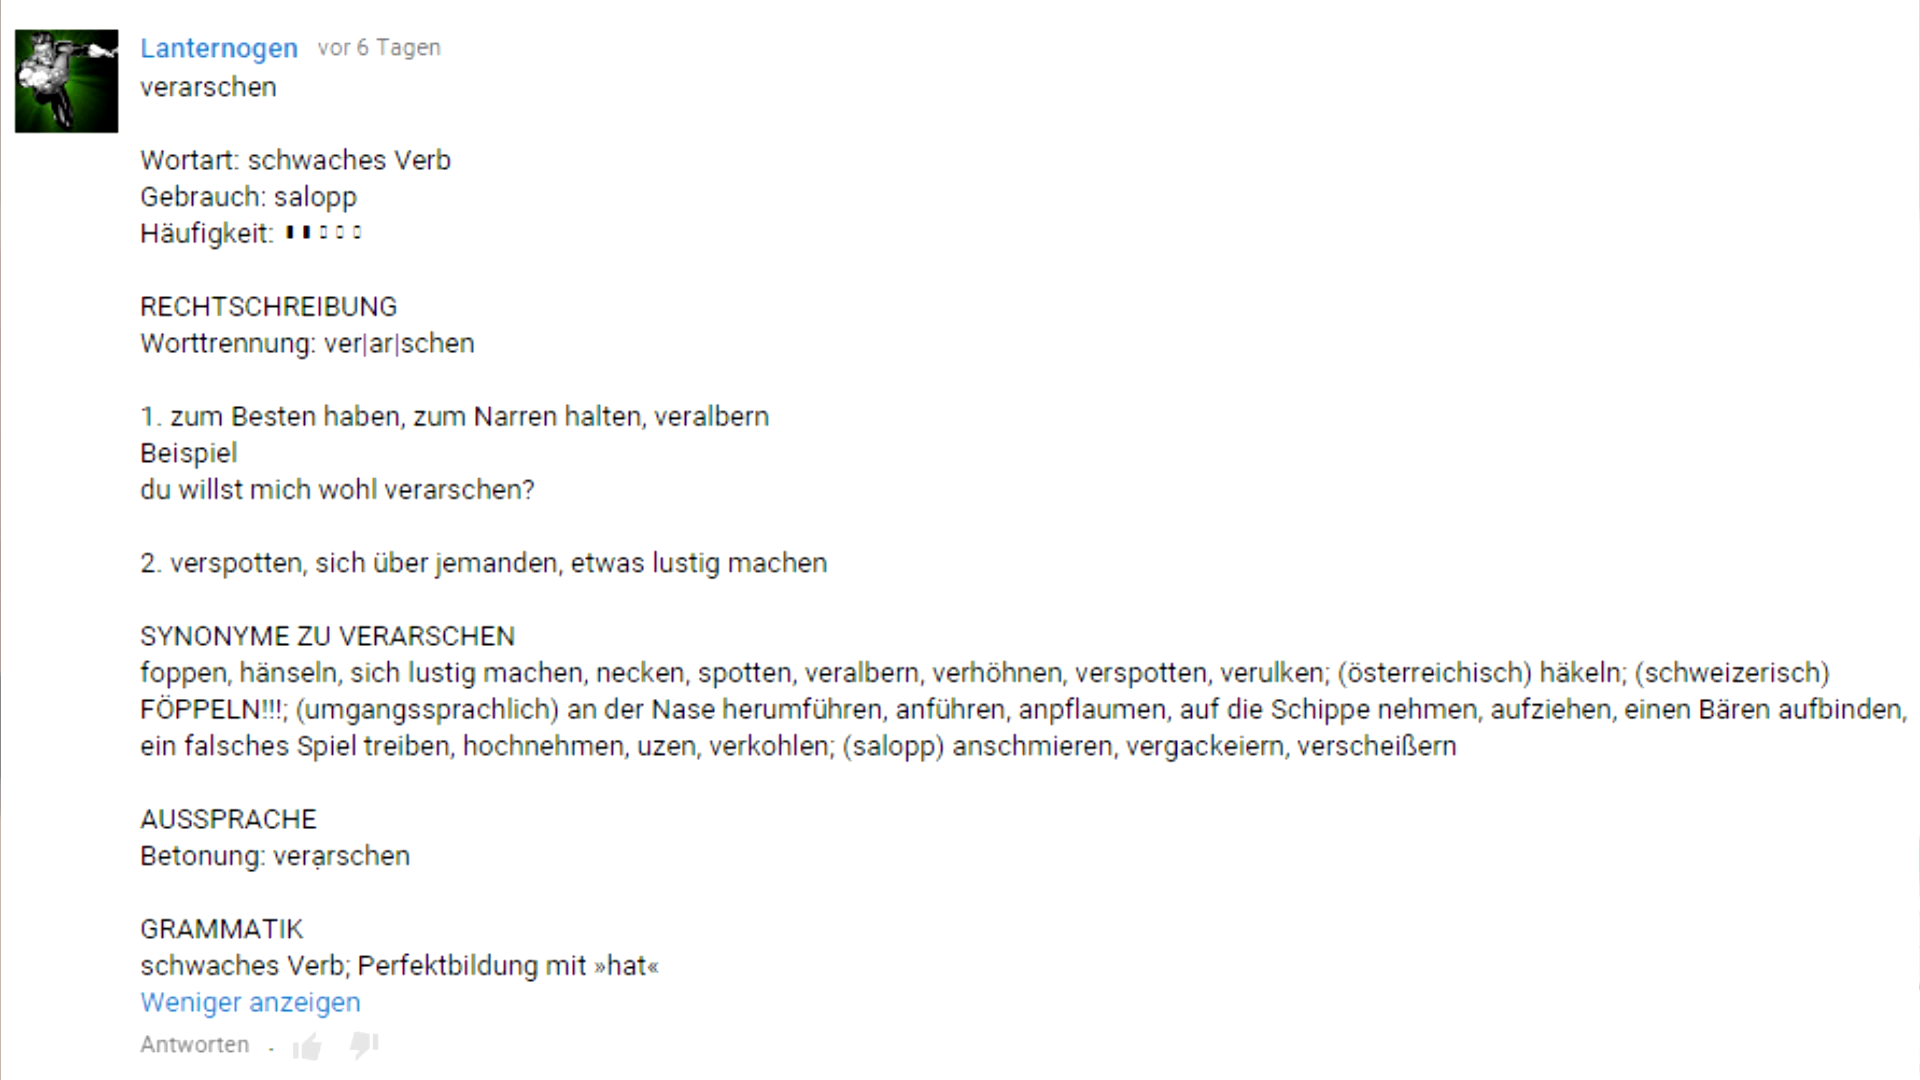 Lanternogen vor 6 Tagen
verarschen
Wortart: schwaches Verb
Gebrauch: salopp
Häufigkeit: ▮▮▯▯▯
RECHTSCHREIBUNG
Worttrennung: ver|ar|schen
1. zum Besten haben, zum Narren halten, veralbern
Beispiel
du willst mich wohl verarschen?
2. verspotten, sich über jemanden, etwas lustig machen
SYNONYME ZU VERARSCHEN
foppen, hänseln, sich lustig machen, necken, spotten, veralbern, verhöhnen, verspotten, verulken; (österreichisch) häkeln; (schweizerisch)
FÖPPELN!!!; (umgangssprachlich) an der Nase herumführen, anführen, anpflaumen, auf die Schippe nehmen, aufziehen, einen Bären aufbinden,
ein falsches Spiel treiben, hochnehmen, uzen, verkohlen; (salopp) anschmieren, vergackeiern, verscheißern
AUSSPRACHE
Betonung: verạrschen
GRAMMATIK
schwaches Verb; Perfektbildung mit »hat«
Weniger anzeigen
Antworten